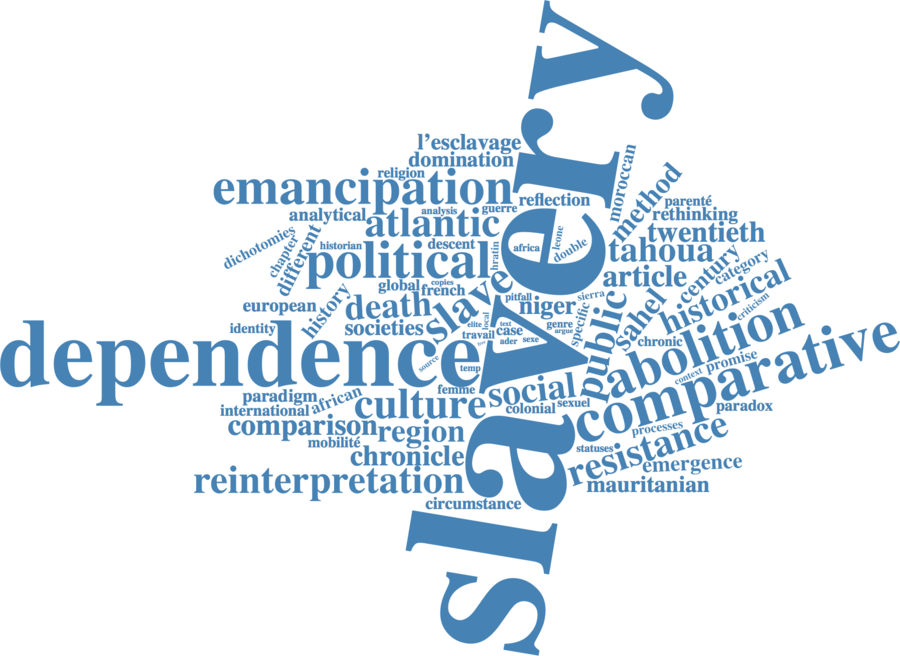 slavery
l’esclavage
domination
religion
emancipation
reflection
moroccan
method
parenté
analytical
analysis
guerre
rethinking
atlantic
twentieth
dichotomies
chapter
different
historian
descent
hrain
africa
leone
double
tahoua
political
article
century
category
global
french
copies
slave
pitfall
sierra
historical
european
history
death
niger
specific
public
sahel
criticism
identity
societies
elite
local
text
genre
argue
travail
case
ader
sexe
chronic
abolition
dependence
source
free
temp
context
promise
comparative
paradigm
african
femme
social
international
culture
colonial
sexuel
paradox
comparison
region
processes
mobilité
statuses
resistance
chronicle
emergence
reinterpretation
mauritanian
circumstance